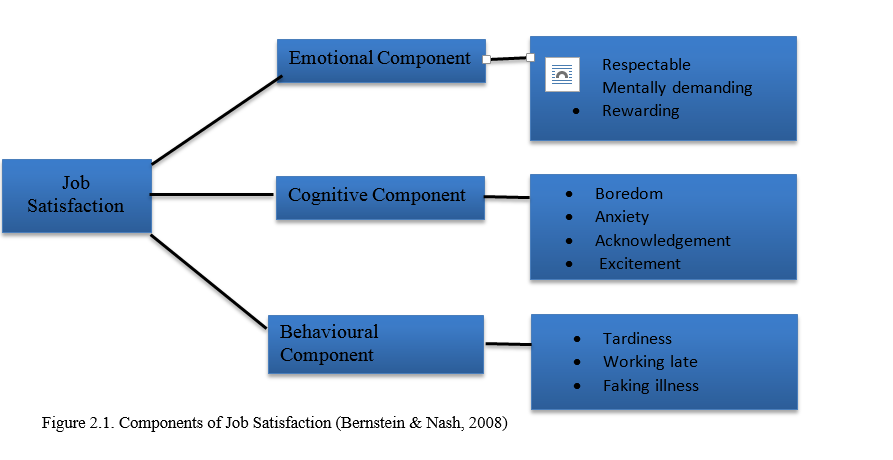 Job
Satisfaction
Emotional Component
Respectable
Mentally demanding
• Rewarding
Cognitive Component
• Boredom
• Anxiety
• Acknowledgement
• Excitement
Behavioural
Component
• Tardiness
• Working late
• Faking illness
Figure 2.1. Components of Job Satisfaction (Bernstein & Nash, 2008)